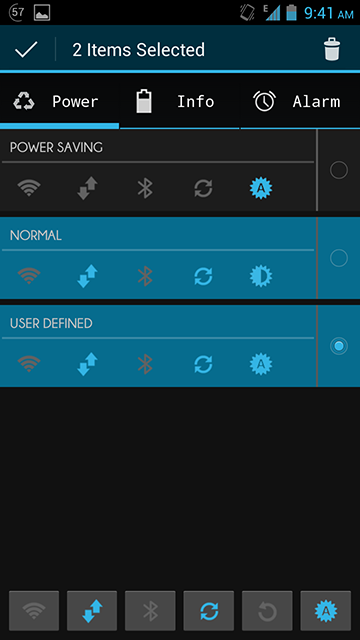 57 E 9:41 AM
2 Items Selected
Power Info Alarm
POWER SAVING
A
NORMAL
USER DEFINED
A
A